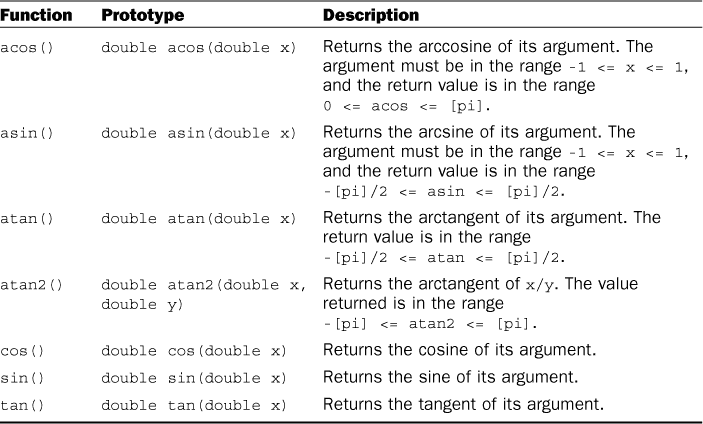 Function Prototype Description
acos() double acos(double x) Returns the arccosine of its argument. The
argument must be in the range -1 <= x <= 1,
and the return value is in the range
0 <= acos <= [pi].
asin() double asin(double x) Returns the arcsine of its argument. The
argument must be in the range -1 <= x <= 1,
and the return value is in the range
-[pi]/2 <= asin <= [pi]/2.
atan() double atan(double x) Returns the arctangent of its argument. The
return value is in the range
-[pi]/2 <= atan <= [pi]/2.
atan2() double atan2(double x, Returns the arctangent of x/y. The value
double y) returned is in the range
-[pi] <= atan2 <= [pi].
cos() double cos(double x) Returns the cosine of its argument.
sin() double sin(double x) Returns the sine of its argument.
tan() double tan(double x) Returns the tangent of its argument.